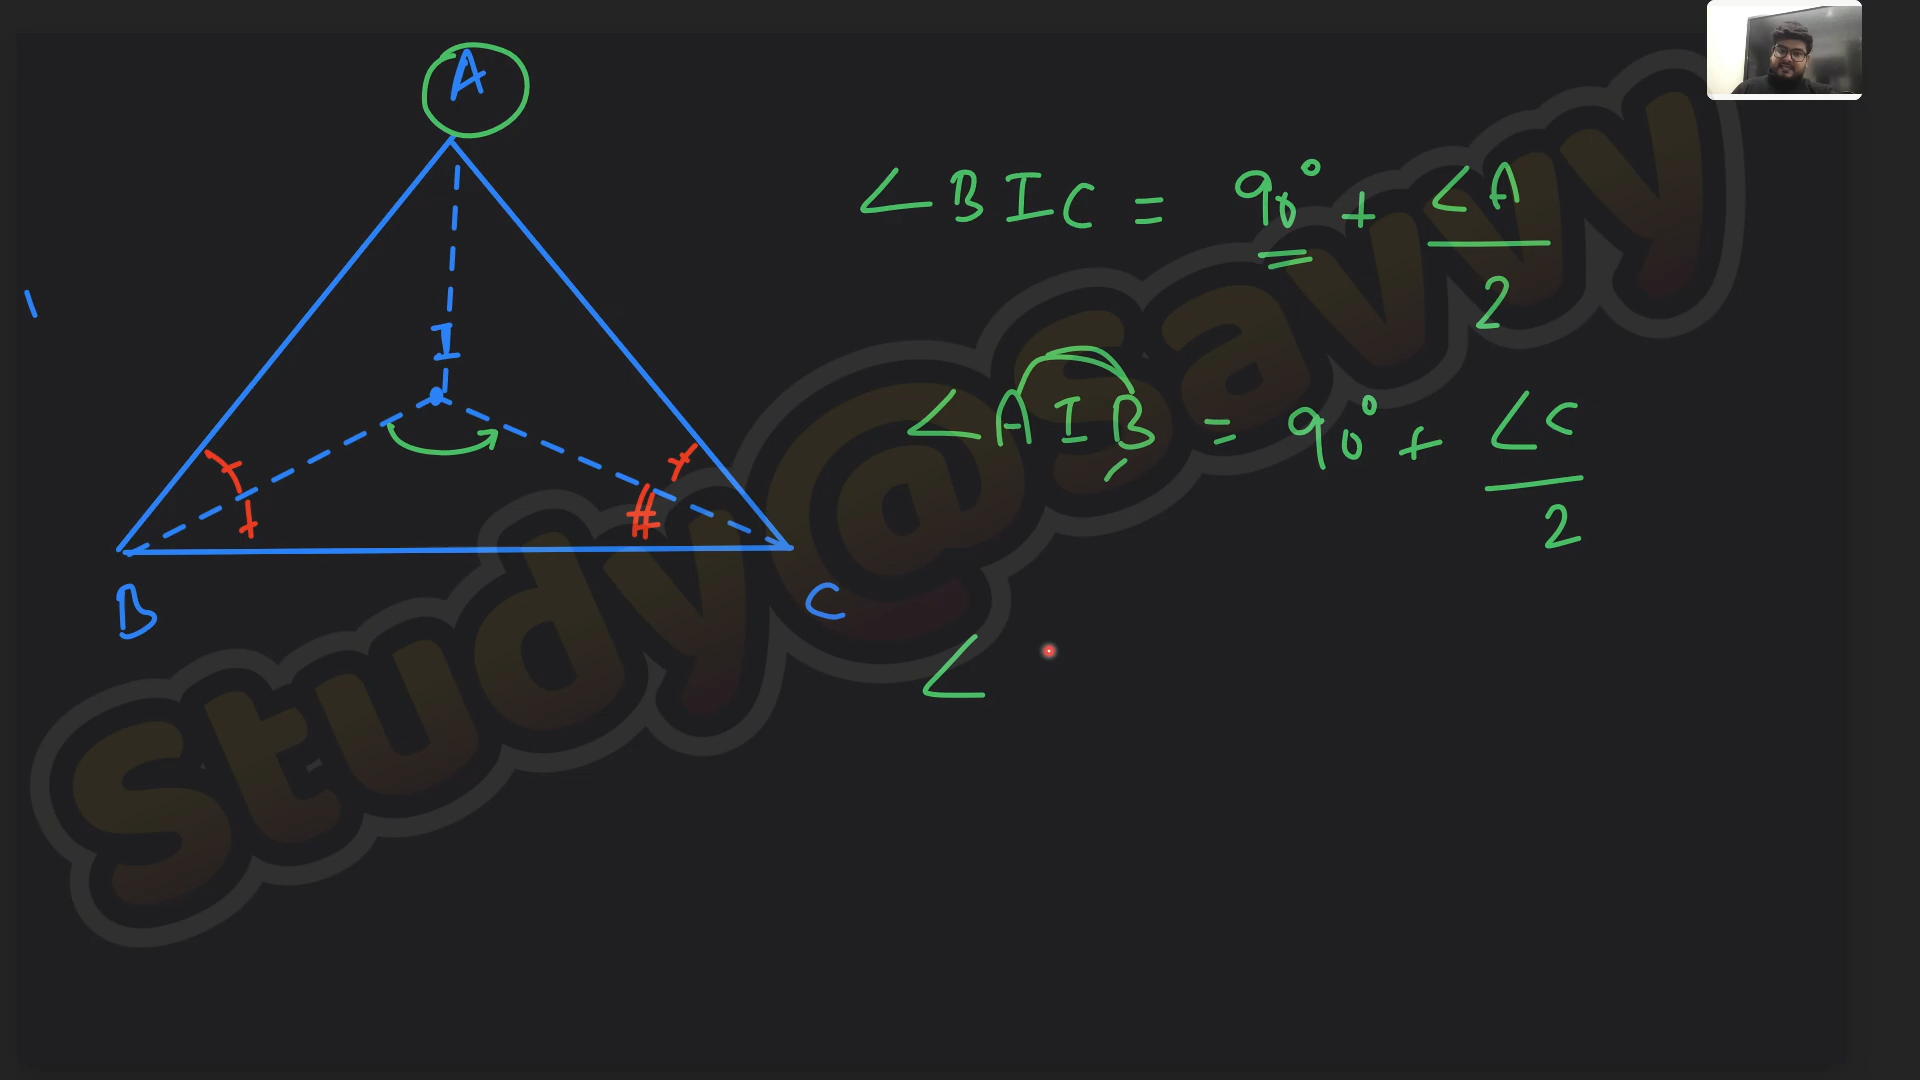 A
I
B
C
∠BIC = 90° + ∠A/2
∠AIB = 90° + ∠C/2
∠
Study@Savvy